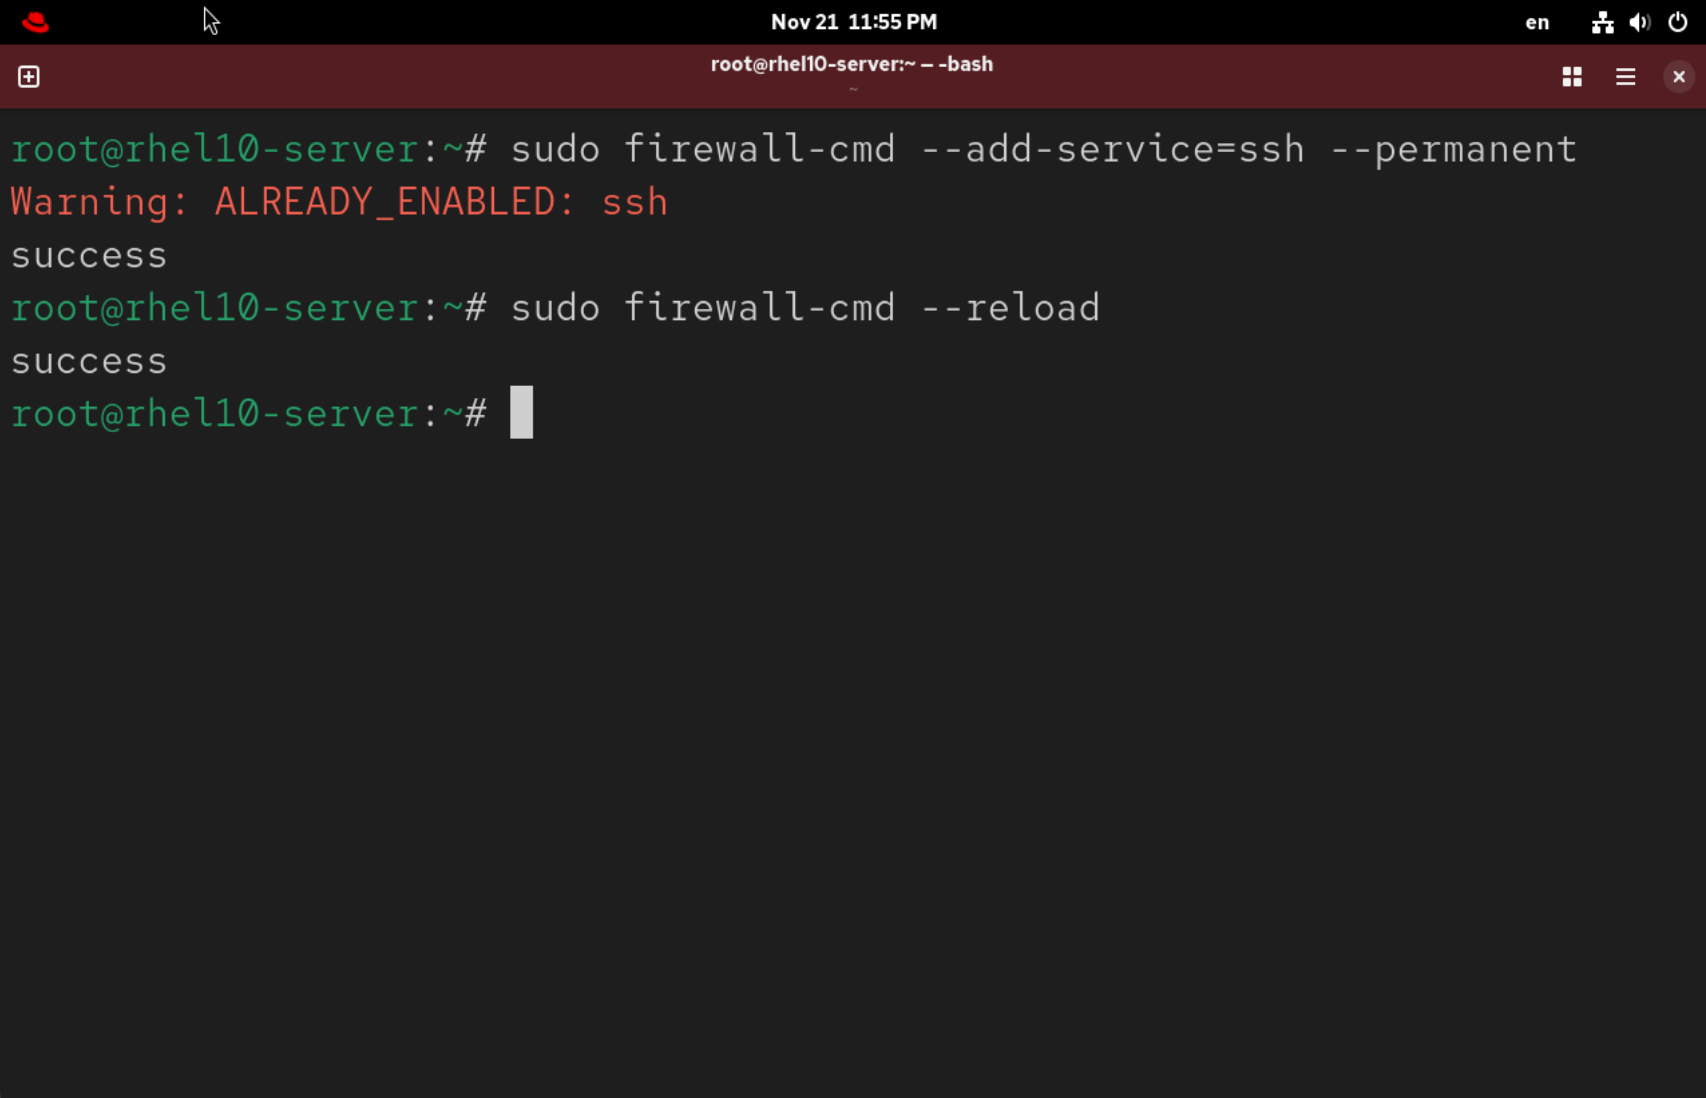 Nov 21 11:55 PM
en
root@rhel10-server:~ – -bash
~
root@rhel10-server:~# sudo firewall-cmd --add-service=ssh --permanent
Warning: ALREADY_ENABLED: ssh
success
root@rhel10-server:~# sudo firewall-cmd --reload
success
root@rhel10-server:~#